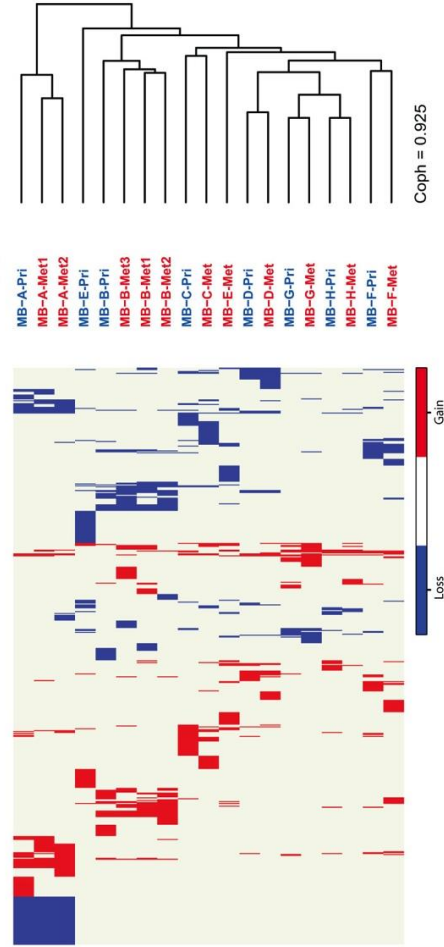 Coph = 0.925
MB-A-Pri
MB-A-Met1
MB-A-Met2
MB-E-Pri
MB-B-Pri
MB-B-Met3
MB-B-Met1
MB-B-Met2
MB-C-Pri
MB-C-Met
MB-E-Met
MB-D-Pri
MB-D-Met
MB-G-Pri
MB-G-Met
MB-H-Pri
MB-H-Met
MB-F-Pri
MB-F-Met
Loss
Gain